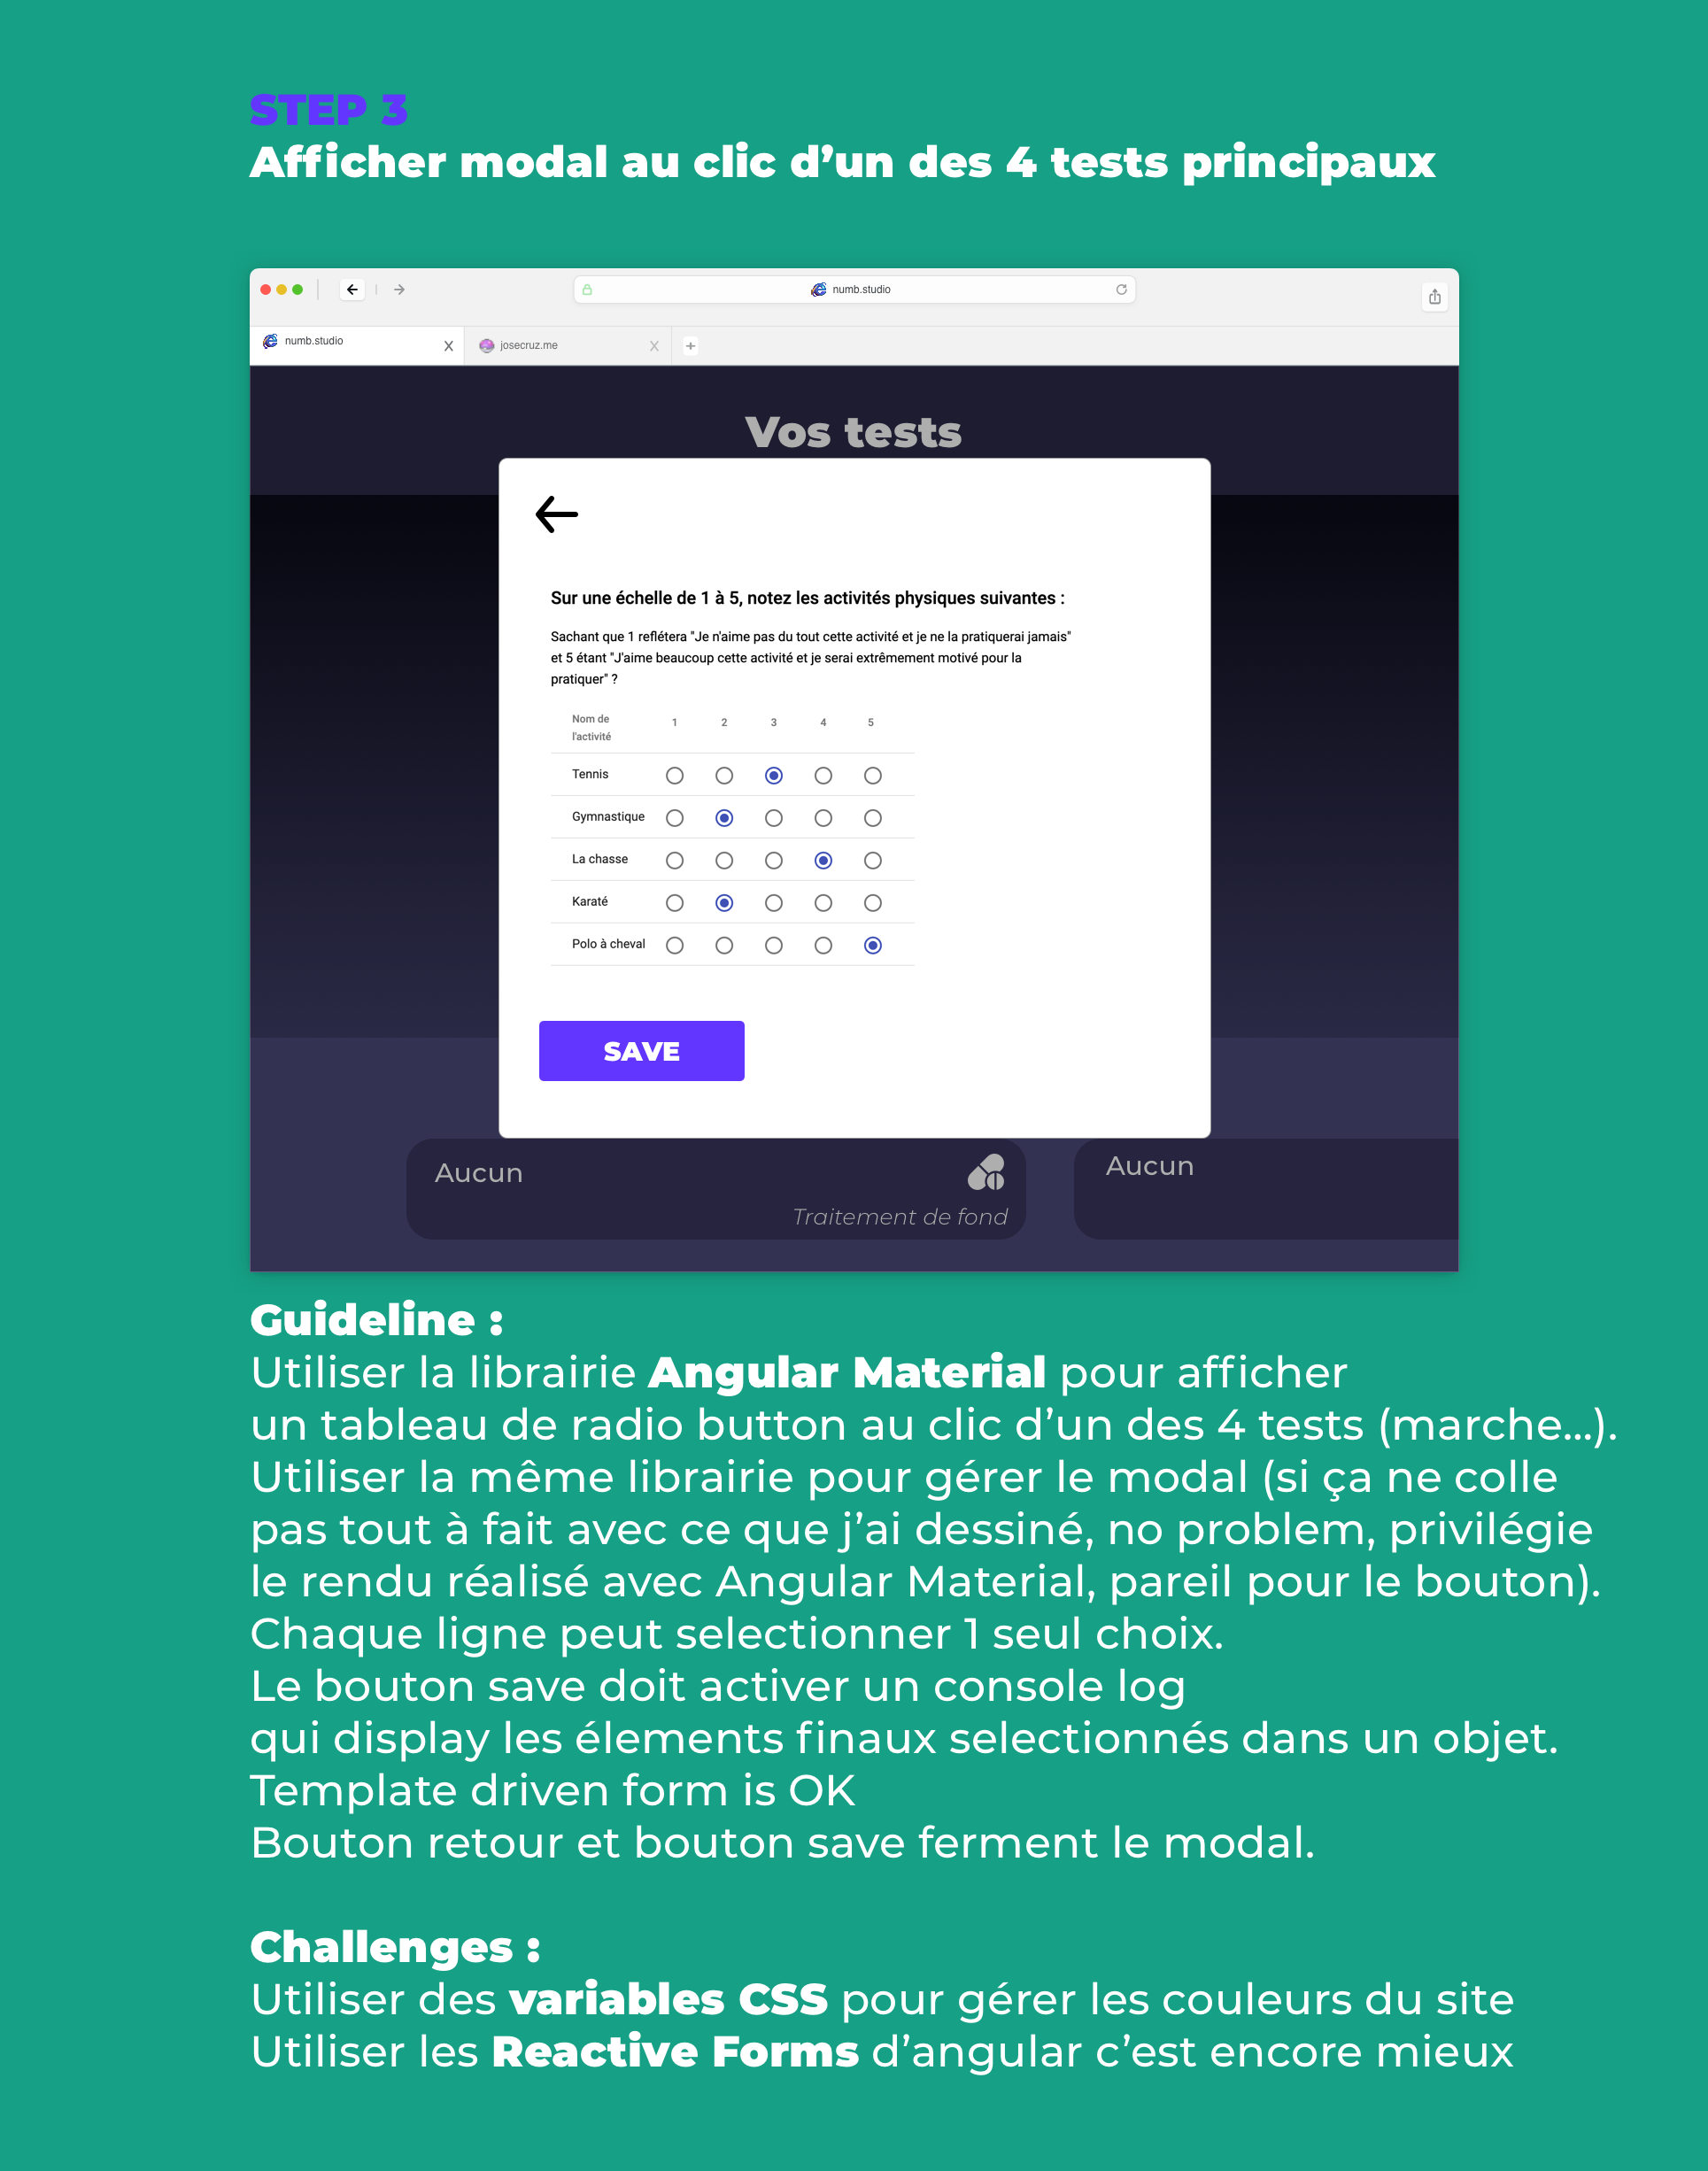 STEP 3
Afficher modal au clic d’un des 4 tests principaux
numb.studio
numb.studio X josecruz.me X +
Vos tests
Sur une échelle de 1 à 5, notez les activités physiques suivantes :
Sachant que 1 reflétera "Je n'aime pas du tout cette activité et je ne la pratiquerai jamais"
et 5 étant "J'aime beaucoup cette activité et je serai extrêmement motivé pour la
pratiquer" ?
Nom de
l'activité
1 2 3 4 5
Tennis
Gymnastique
La chasse
Karaté
Polo à cheval
SAVE
Aucun
Traitement de fond
Aucun
Guideline :
Utiliser la librairie Angular Material pour afficher
un tableau de radio button au clic d’un des 4 tests (marche...).
Utiliser la même librairie pour gérer le modal (si ça ne colle
pas tout à fait avec ce que j’ai dessiné, no problem, privilégie
le rendu réalisé avec Angular Material, pareil pour le bouton).
Chaque ligne peut selectionner 1 seul choix.
Le bouton save doit activer un console log
qui display les élements finaux selectionnés dans un objet.
Template driven form is OK
Bouton retour et bouton save ferment le modal.
Challenges :
Utiliser des variables CSS pour gérer les couleurs du site
Utiliser les Reactive Forms d’angular c’est encore mieux